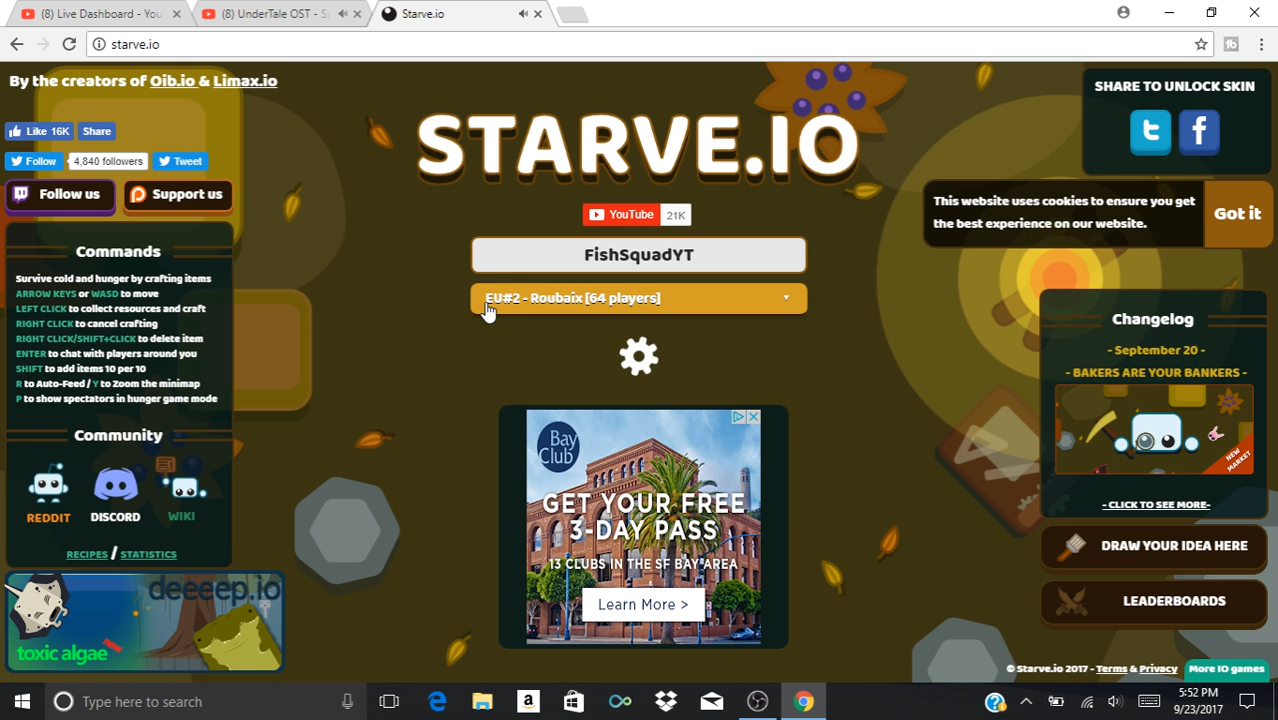 (8) Live Dashboard - You
(8) UnderTale OST - S
Starve.io
starve.io
By the creators of Oib.io & Limax.io
Like 16K
Share
Follow
4,840 followers
Tweet
Follow us
Support us
Commands
Survive cold and hunger by crafting items
ARROW KEYS or WASD to move
LEFT CLICK to collect resources and craft
RIGHT CLICK to cancel crafting
RIGHT CLICK/SHIFT+CLICK to delete item
ENTER to chat with players around you
SHIFT to add items 10 per 10
R to Auto-Feed / Y to Zoom the minimap
P to show spectators in hunger game mode
Community
REDDIT
DISCORD
WIKI
RECIPES / STATISTICS
deeeep.io
toxic algae
STARVE.IO
YouTube 21K
FishSquadYT
EU#2 - Roubaix [64 players]
Bay
Club
GET YOUR FREE
3-DAY PASS
13 CLUBS IN THE SF BAY AREA
Learn More >
SHARE TO UNLOCK SKIN
This website uses cookies to ensure you get
the best experience on our website.
Got it
Changelog
- September 20 -
- BAKERS ARE YOUR BANKERS -
NEW
MARKET
- CLICK TO SEE MORE-
DRAW YOUR IDEA HERE
LEADERBOARDS
© Starve.io 2017 - Terms & Privacy
More IO games
Type here to search
5:52 PM
9/23/2017